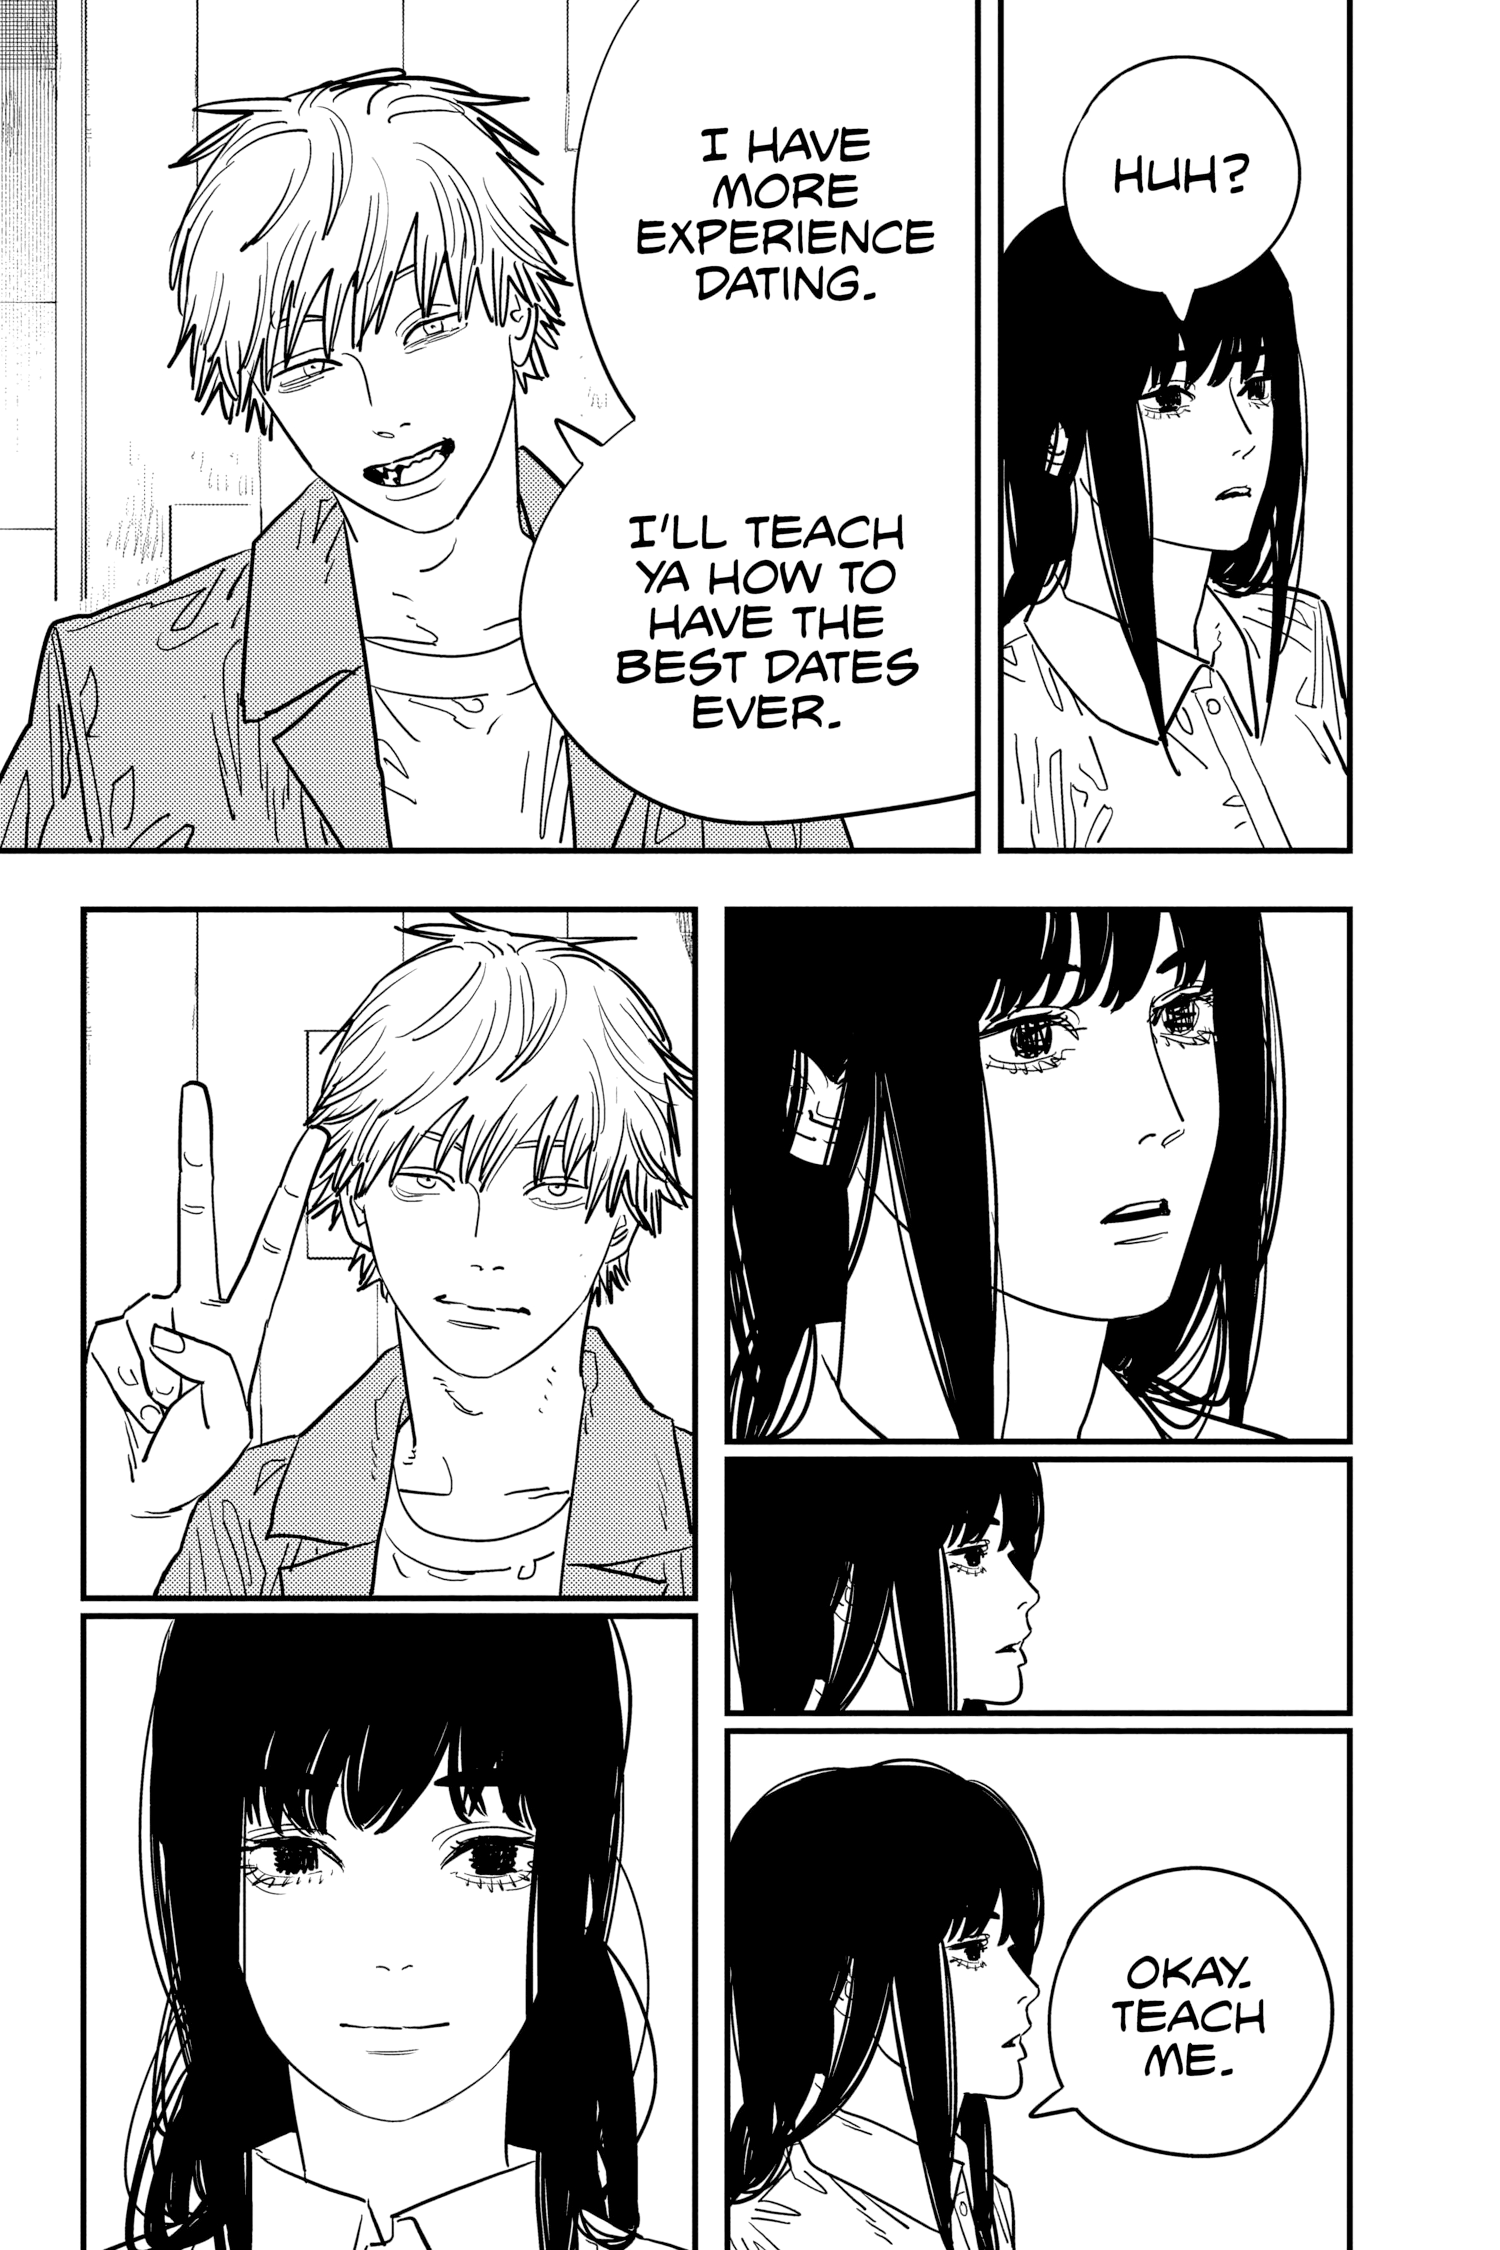 HUH?
I HAVE
MORE
EXPERIENCE
DATING.
I'LL TEACH
YA HOW TO
HAVE THE
BEST DATES
EVER.
OKAY.
TEACH
ME.